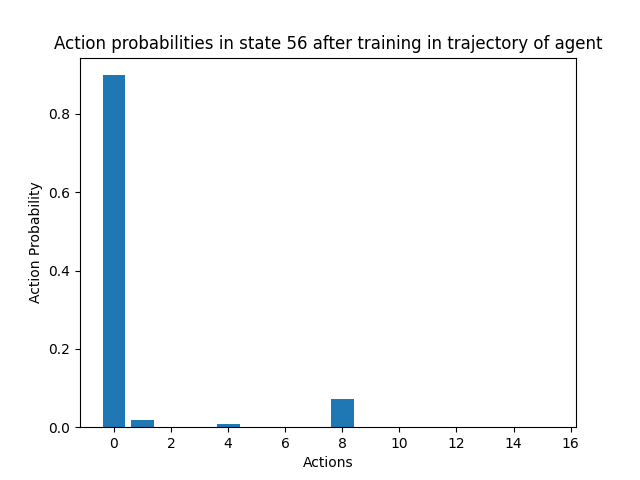 Action probabilities in state 56 after training in trajectory of agent
Action Probability
0.8
0.6
0.4
0.2
0.0
0 2 4 6 8 10 12 14 16
Actions